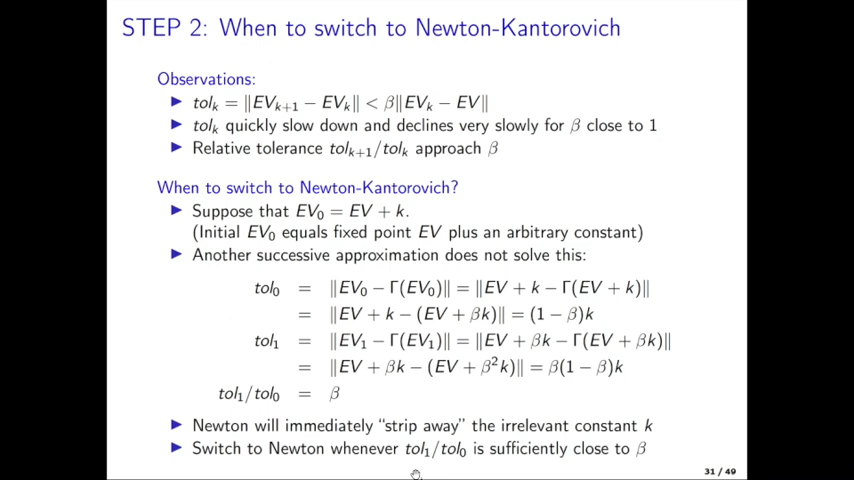 STEP 2: When to switch to Newton-Kantorovich
Observations:
▶ tol_k = ‖EV_{k+1} − EV_k‖ < β‖EV_k − EV‖
▶ tol_k quickly slow down and declines very slowly for β close to 1
▶ Relative tolerance tol_{k+1}/tol_k approach β
When to switch to Newton-Kantorovich?
▶ Suppose that EV_0 = EV + k.
(Initial EV_0 equals fixed point EV plus an arbitrary constant)
▶ Another successive approximation does not solve this:
tol_0 = ‖EV_0 − Γ(EV_0)‖ = ‖EV + k − Γ(EV + k)‖
= ‖EV + k − (EV + βk)‖ = (1 − β)k
tol_1 = ‖EV_1 − Γ(EV_1)‖ = ‖EV + βk − Γ(EV + βk)‖
= ‖EV + βk − (EV + β²k)‖ = β(1 − β)k
tol_1/tol_0 = β
▶ Newton will immediately “strip away” the irrelevant constant k
▶ Switch to Newton whenever tol_1/tol_0 is sufficiently close to β
31 / 49